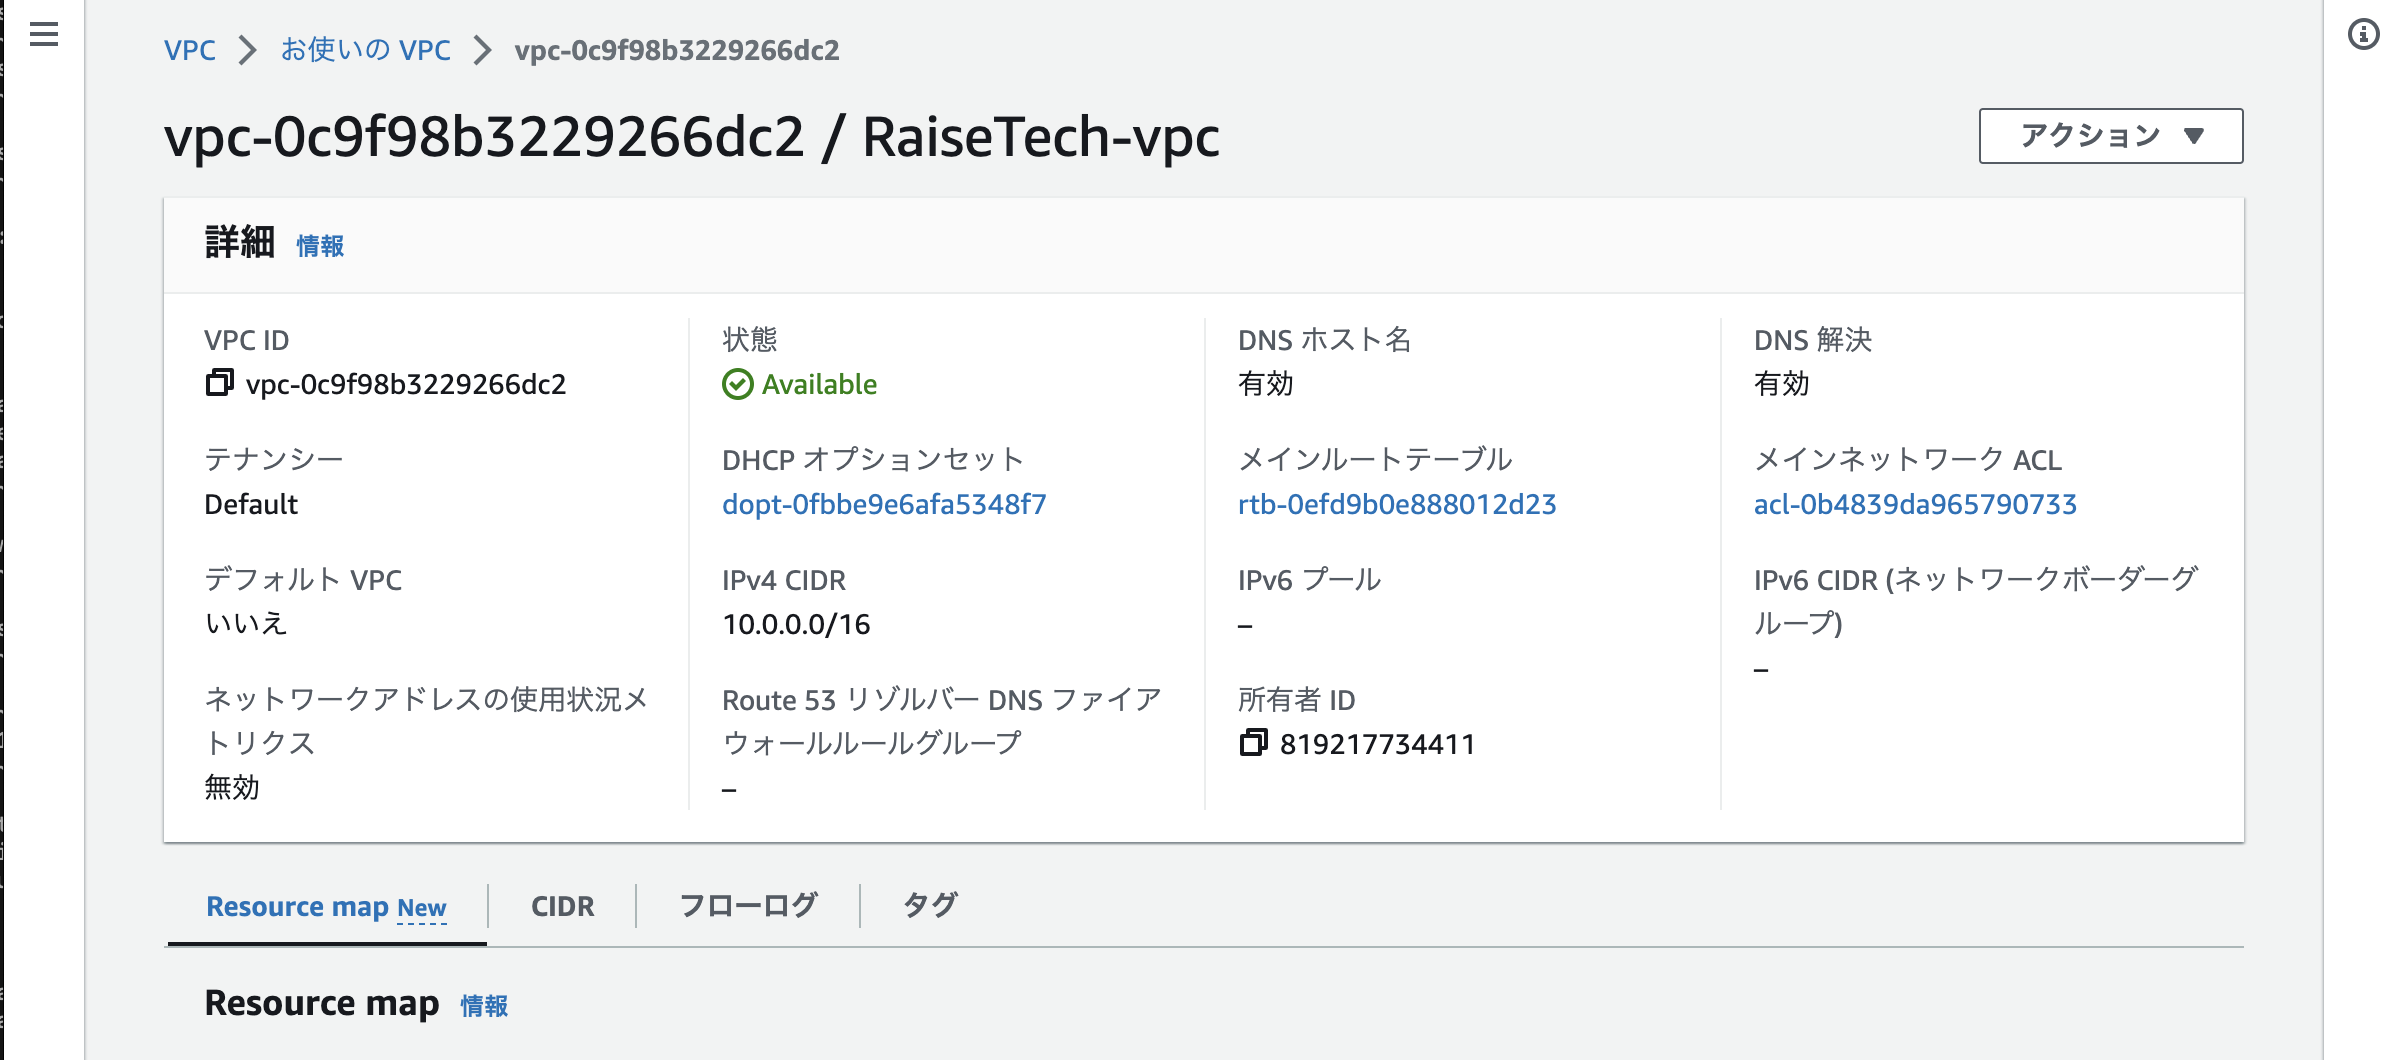 VPC > お使いの VPC > vpc-0c9f98b3229266dc2
vpc-0c9f98b3229266dc2 / RaiseTech-vpc
アクション ▼
詳細 情報
VPC ID
vpc-0c9f98b3229266dc2
状態
Available
DNS ホスト名
有効
DNS 解決
有効
テナンシー
Default
DHCP オプションセット
dopt-0fbbe9e6afa5348f7
メインルートテーブル
rtb-0efd9b0e888012d23
メインネットワーク ACL
acl-0b4839da965790733
デフォルト VPC
いいえ
IPv4 CIDR
10.0.0.0/16
IPv6 プール
–
IPv6 CIDR (ネットワークボーダーグ
ループ)
–
ネットワークアドレスの使用状況メ
トリクス
無効
Route 53 リゾルバー DNS ファイア
ウォールルールグループ
–
所有者 ID
819217734411
Resource map New
CIDR
フローログ
タグ
Resource map 情報